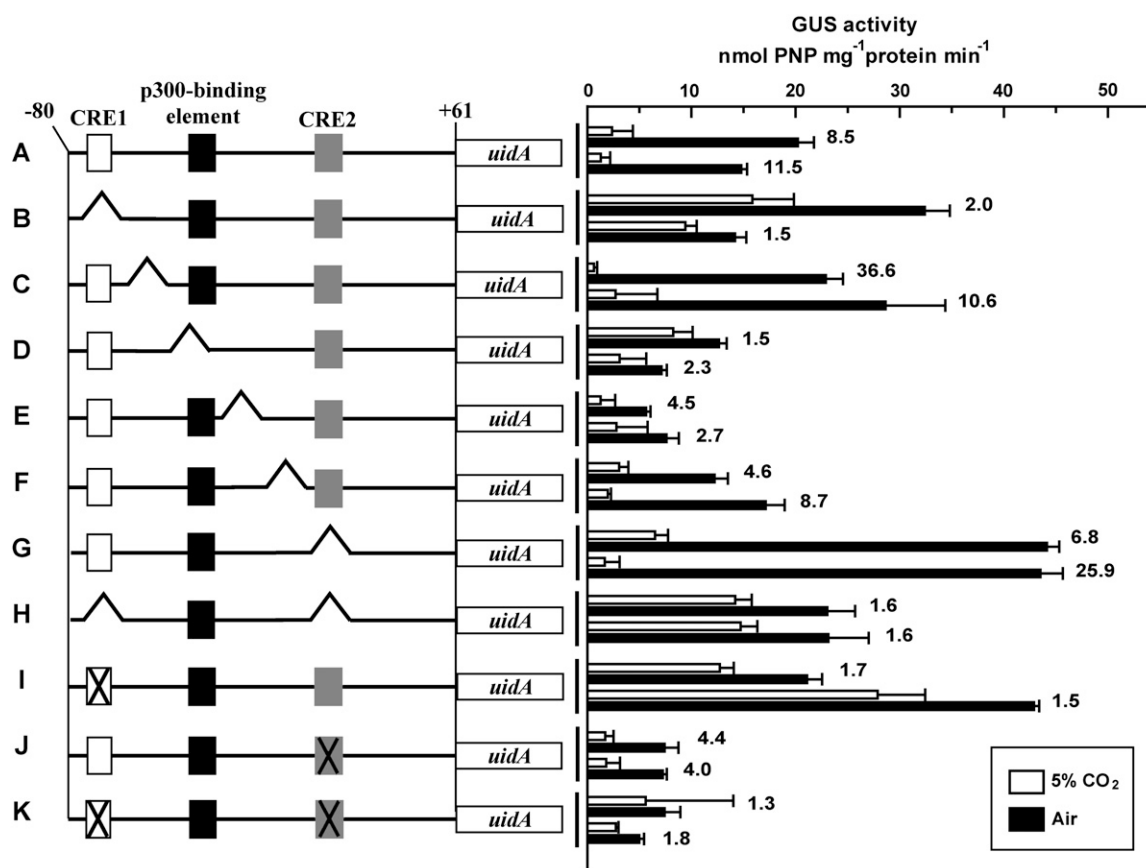 GUS activity
nmol PNP mg⁻¹protein min⁻¹
0 10 20 30 40 50
p300-binding
element
-80 CRE1 CRE2 +61
A uidA 8.5
11.5
B uidA 2.0
1.5
C uidA 36.6
10.6
D uidA 1.5
2.3
E uidA 4.5
2.7
F uidA 4.6
8.7
G uidA 6.8
25.9
H uidA 1.6
1.6
I uidA 1.7
1.5
J uidA 4.4
4.0
K uidA 1.3
1.8
5% CO₂
Air